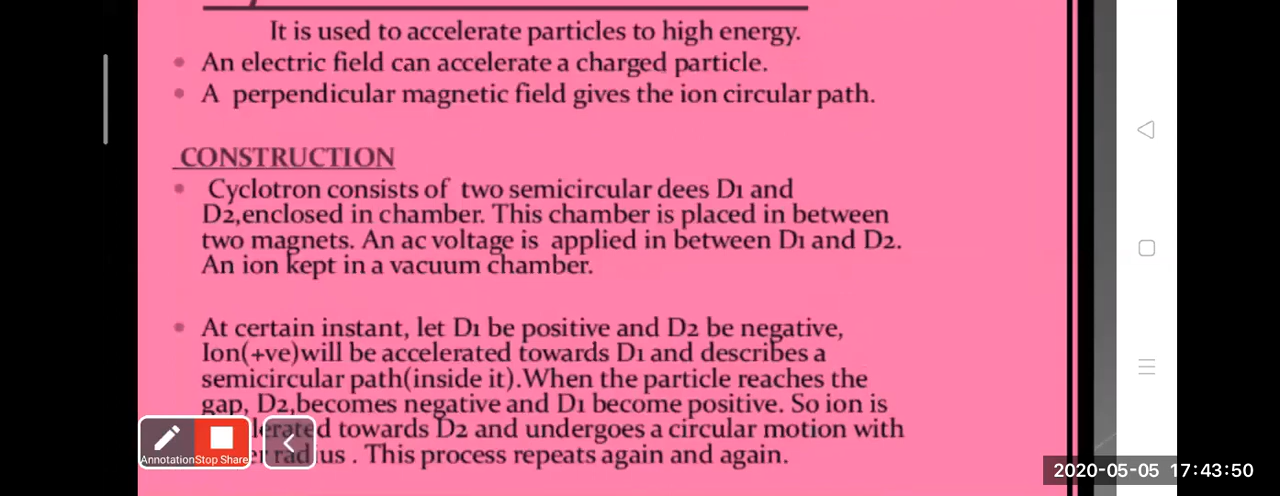 It is used to accelerate particles to high energy.
• An electric field can accelerate a charged particle.
• A perpendicular magnetic field gives the ion circular path.
CONSTRUCTION
• Cyclotron consists of two semicircular dees D1 and
D2,enclosed in chamber. This chamber is placed in between
two magnets. An ac voltage is applied in between D1 and D2.
An ion kept in a vacuum chamber.
• At certain instant, let D1 be positive and D2 be negative,
Ion(+ve)will be accelerated towards D1 and describes a
semicircular path(inside it).When the particle reaches the
gap, D2,becomes negative and D1 become positive. So ion is
towards D2 and undergoes a circular motion with
radius . This process repeats again and again.
Annotation Stop Share
2020-05-05 17:43:50